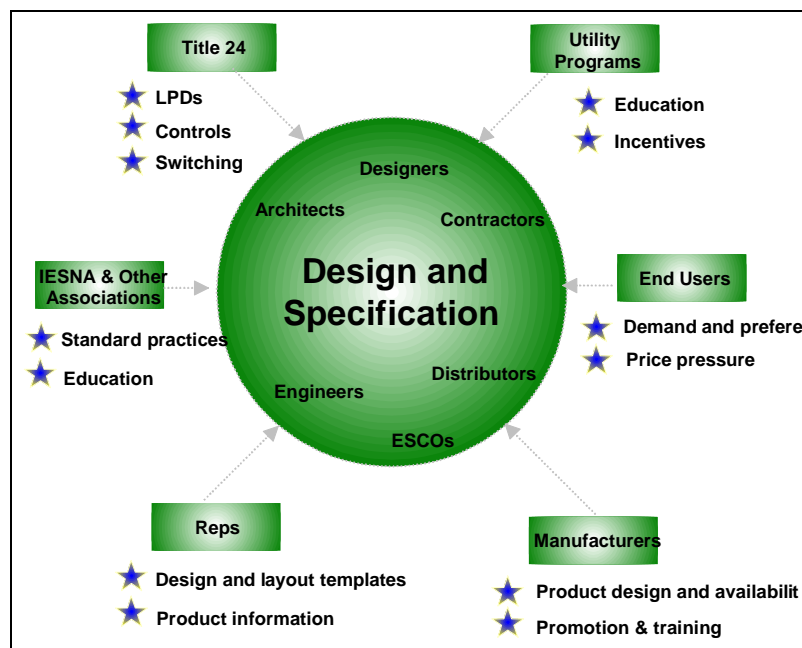 Title 24
LPDs
Controls
Switching
Utility
Programs
Education
Incentives
Designers
Architects
Contractors
Design and
Specification
Engineers
Distributors
ESCOs
IESNA & Other
Associations
Standard practices
Education
End Users
Demand and prefere
Price pressure
Reps
Design and layout templates
Product information
Manufacturers
Product design and availabilit
Promotion & training